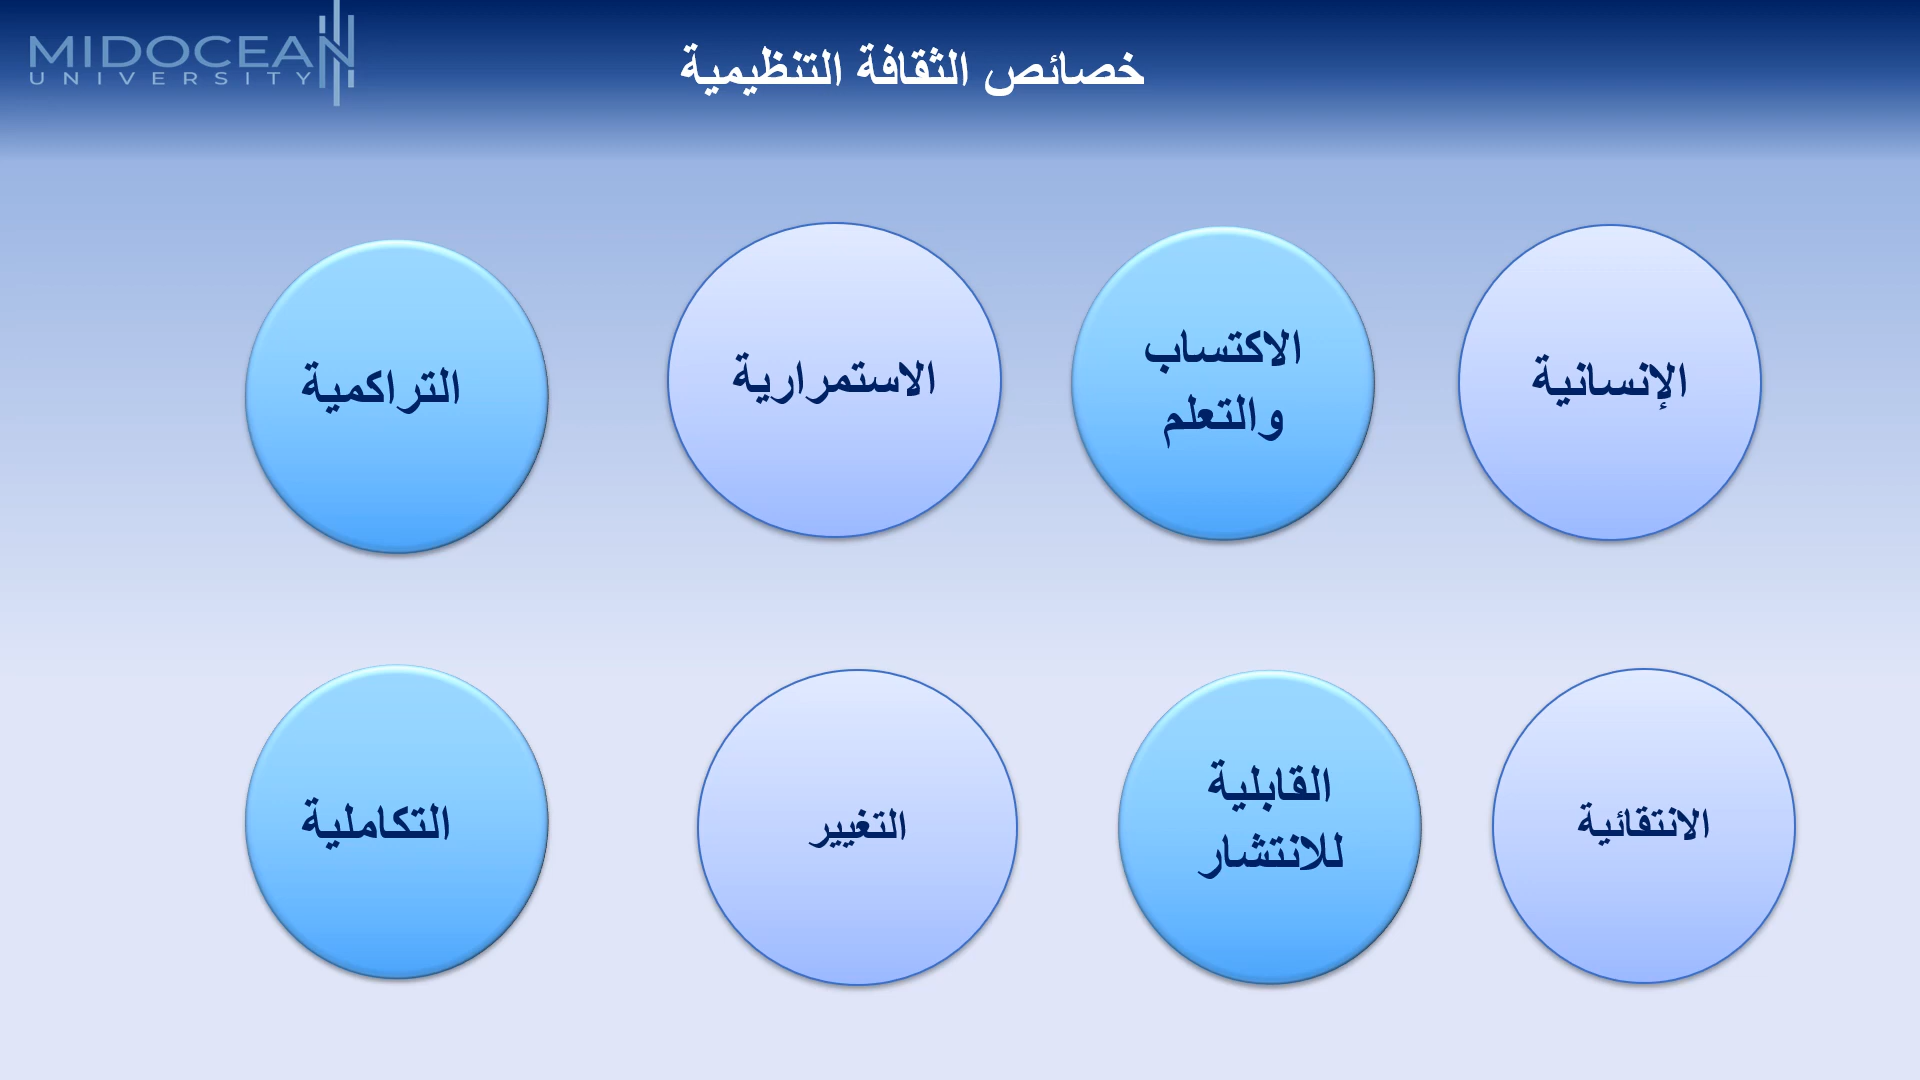 MIDOCEAN
UNIVERSITY
خصائص الثقافة التنظيمية
الإنسانية
الاكتساب
والتعلم
الاستمرارية
التراكمية
الانتقائية
القابلية
للانتشار
التغيير
التكاملية